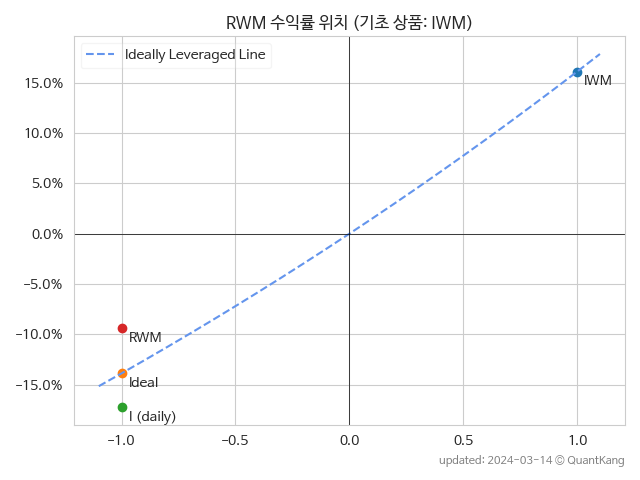 RWM 수익률 위치 (기초 상품: IWM)
Ideally Leveraged Line
15.0%
10.0%
5.0%
0.0%
−5.0%
−10.0%
−15.0%
IWM
RWM
Ideal
I (daily)
−1.0
−0.5
0.0
0.5
1.0
updated: 2024-03-14 © QuantKang